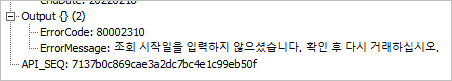 Output {} (2)
ErrorCode: 80002310
ErrorMessage: 조회 시작일을 입력하지 않으셨습니다. 확인 후 다시 거래하십시오.
API_SEQ: 7137b0c869cae3a2dc7bc4e1c99eb50f